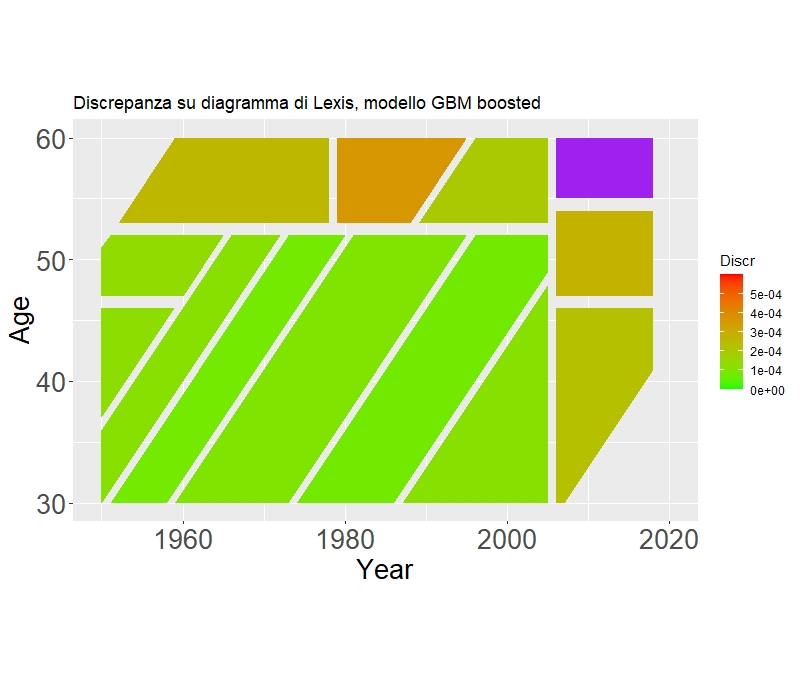 Discrepanza su diagramma di Lexis, modello GBM boosted
60
50
40
30
Age
1960 1980 2000 2020
Year
Discr
5e-04
4e-04
3e-04
2e-04
1e-04
0e+00